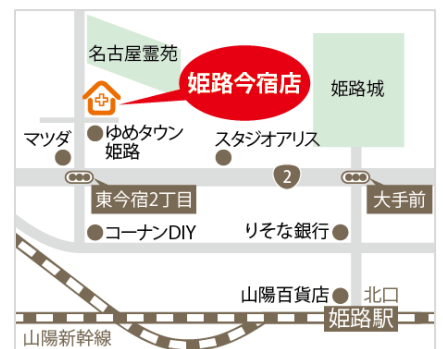 名古屋霊苑
姫路今宿店
姫路城
マツダ
ゆめタウン
姫路
スタジオアリス
2
東今宿2丁目
大手前
コーナンDIY
りそな銀行
山陽百貨店
北口
姫路駅
山陽新幹線